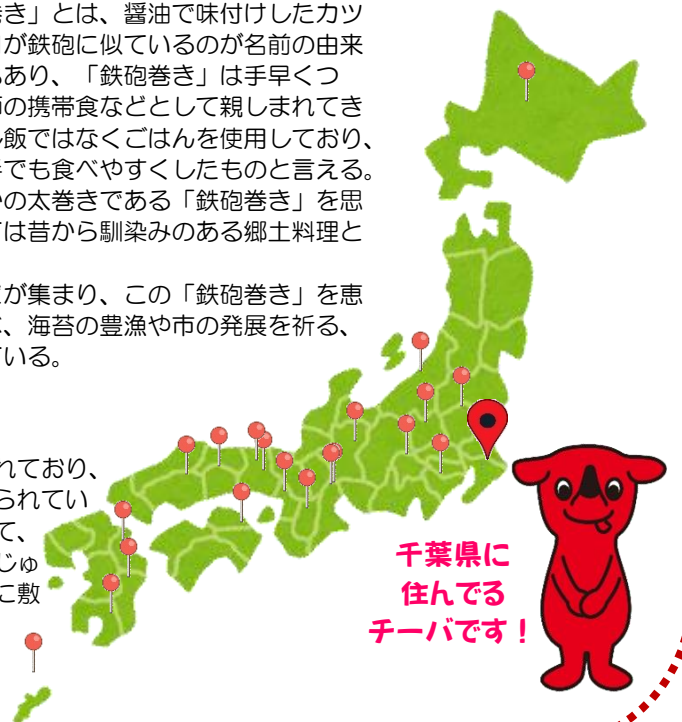 巻き」とは、醤油で味付けしたカツ
が鉄砲に似ているのが名前の由来
あり、「鉄砲巻き」は手早くつ
の携帯食などとして親しまれてき
飯ではなくごはんを使用しており、
でも食べやすくしたものと言える。
の太巻きである「鉄砲巻き」を思
は昔から馴染みのある郷土料理と
が集まり、この「鉄砲巻き」を恵
、海苔の豊漁や市の発展を祈る、
ている。
れており、
られてい
て、
じゅ
に敷
千葉県に
住んでる
チーバです!